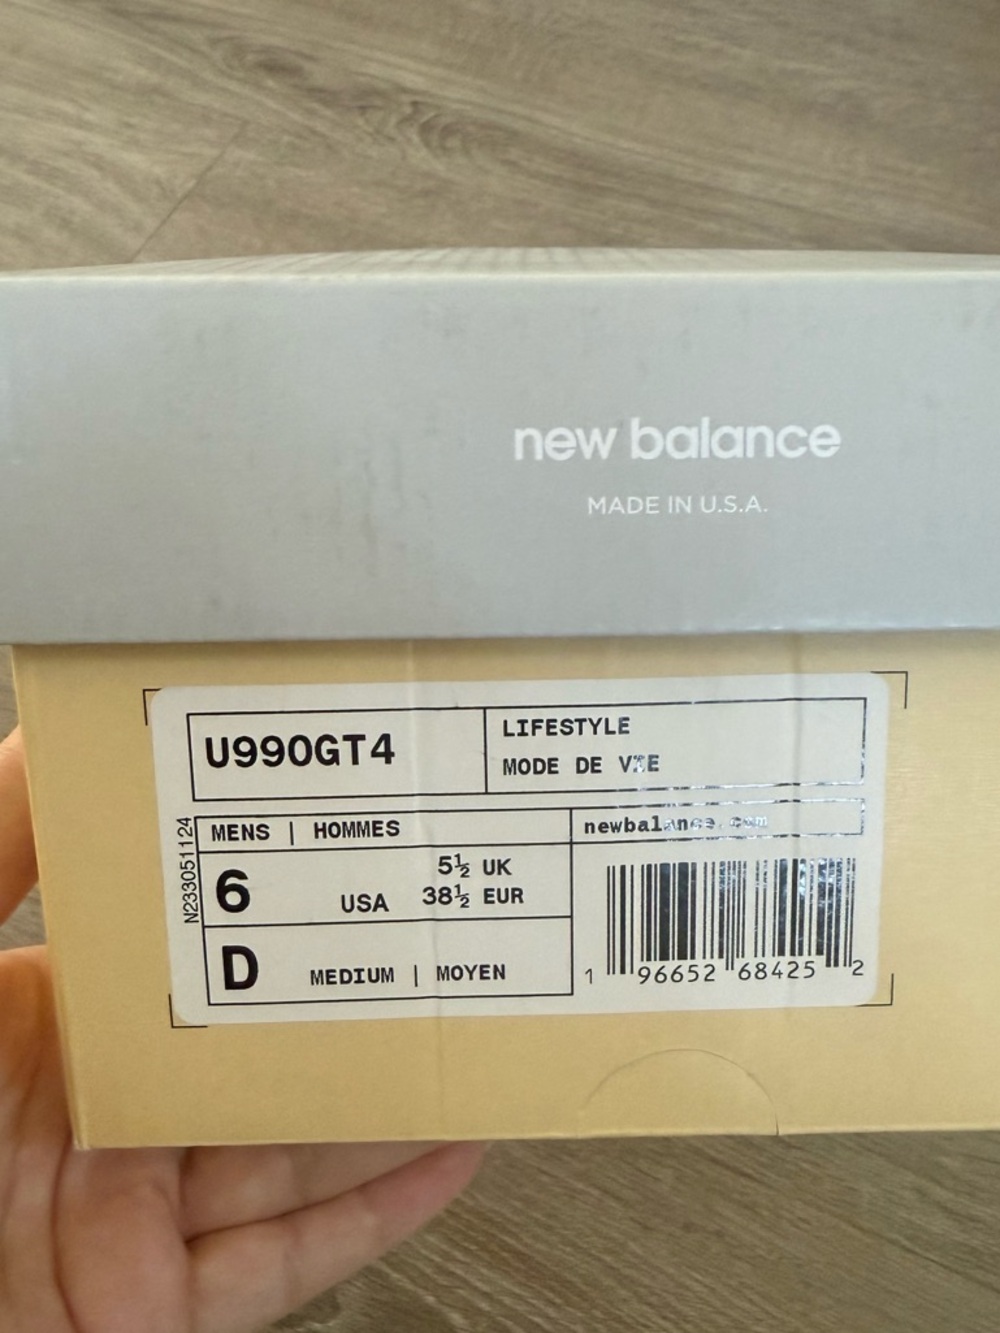 new balance
MADE IN U.S.A.
U990GT4
LIFESTYLE
MODE DE VIE
N233051124
MENS | HOMMES
newbalance.com
6 USA
5½ UK
38½ EUR
D MEDIUM | MOYEN
1 96652 68425 2